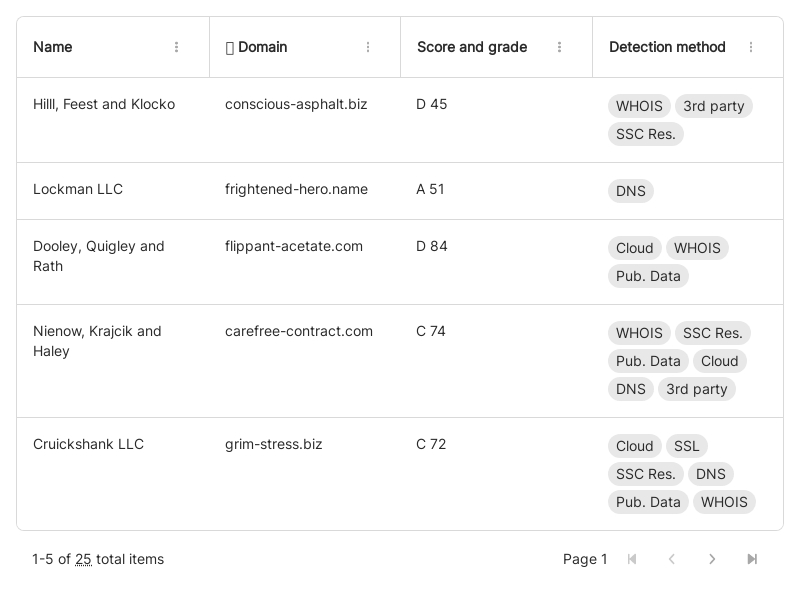 Name Domain Score and grade Detection method
Hilll, Feest and Klocko conscious-asphalt.biz D 45 WHOIS 3rd party
SSC Res.
Lockman LLC frightened-hero.name A 51 DNS
Dooley, Quigley and flippant-acetate.com D 84 Cloud WHOIS
Rath Pub. Data
Nienow, Krajcik and carefree-contract.com C 74 WHOIS SSC Res.
Haley Pub. Data Cloud
DNS 3rd party
Cruickshank LLC grim-stress.biz C 72 Cloud SSL
SSC Res. DNS
Pub. Data WHOIS
1-5 of 25 total items Page 1